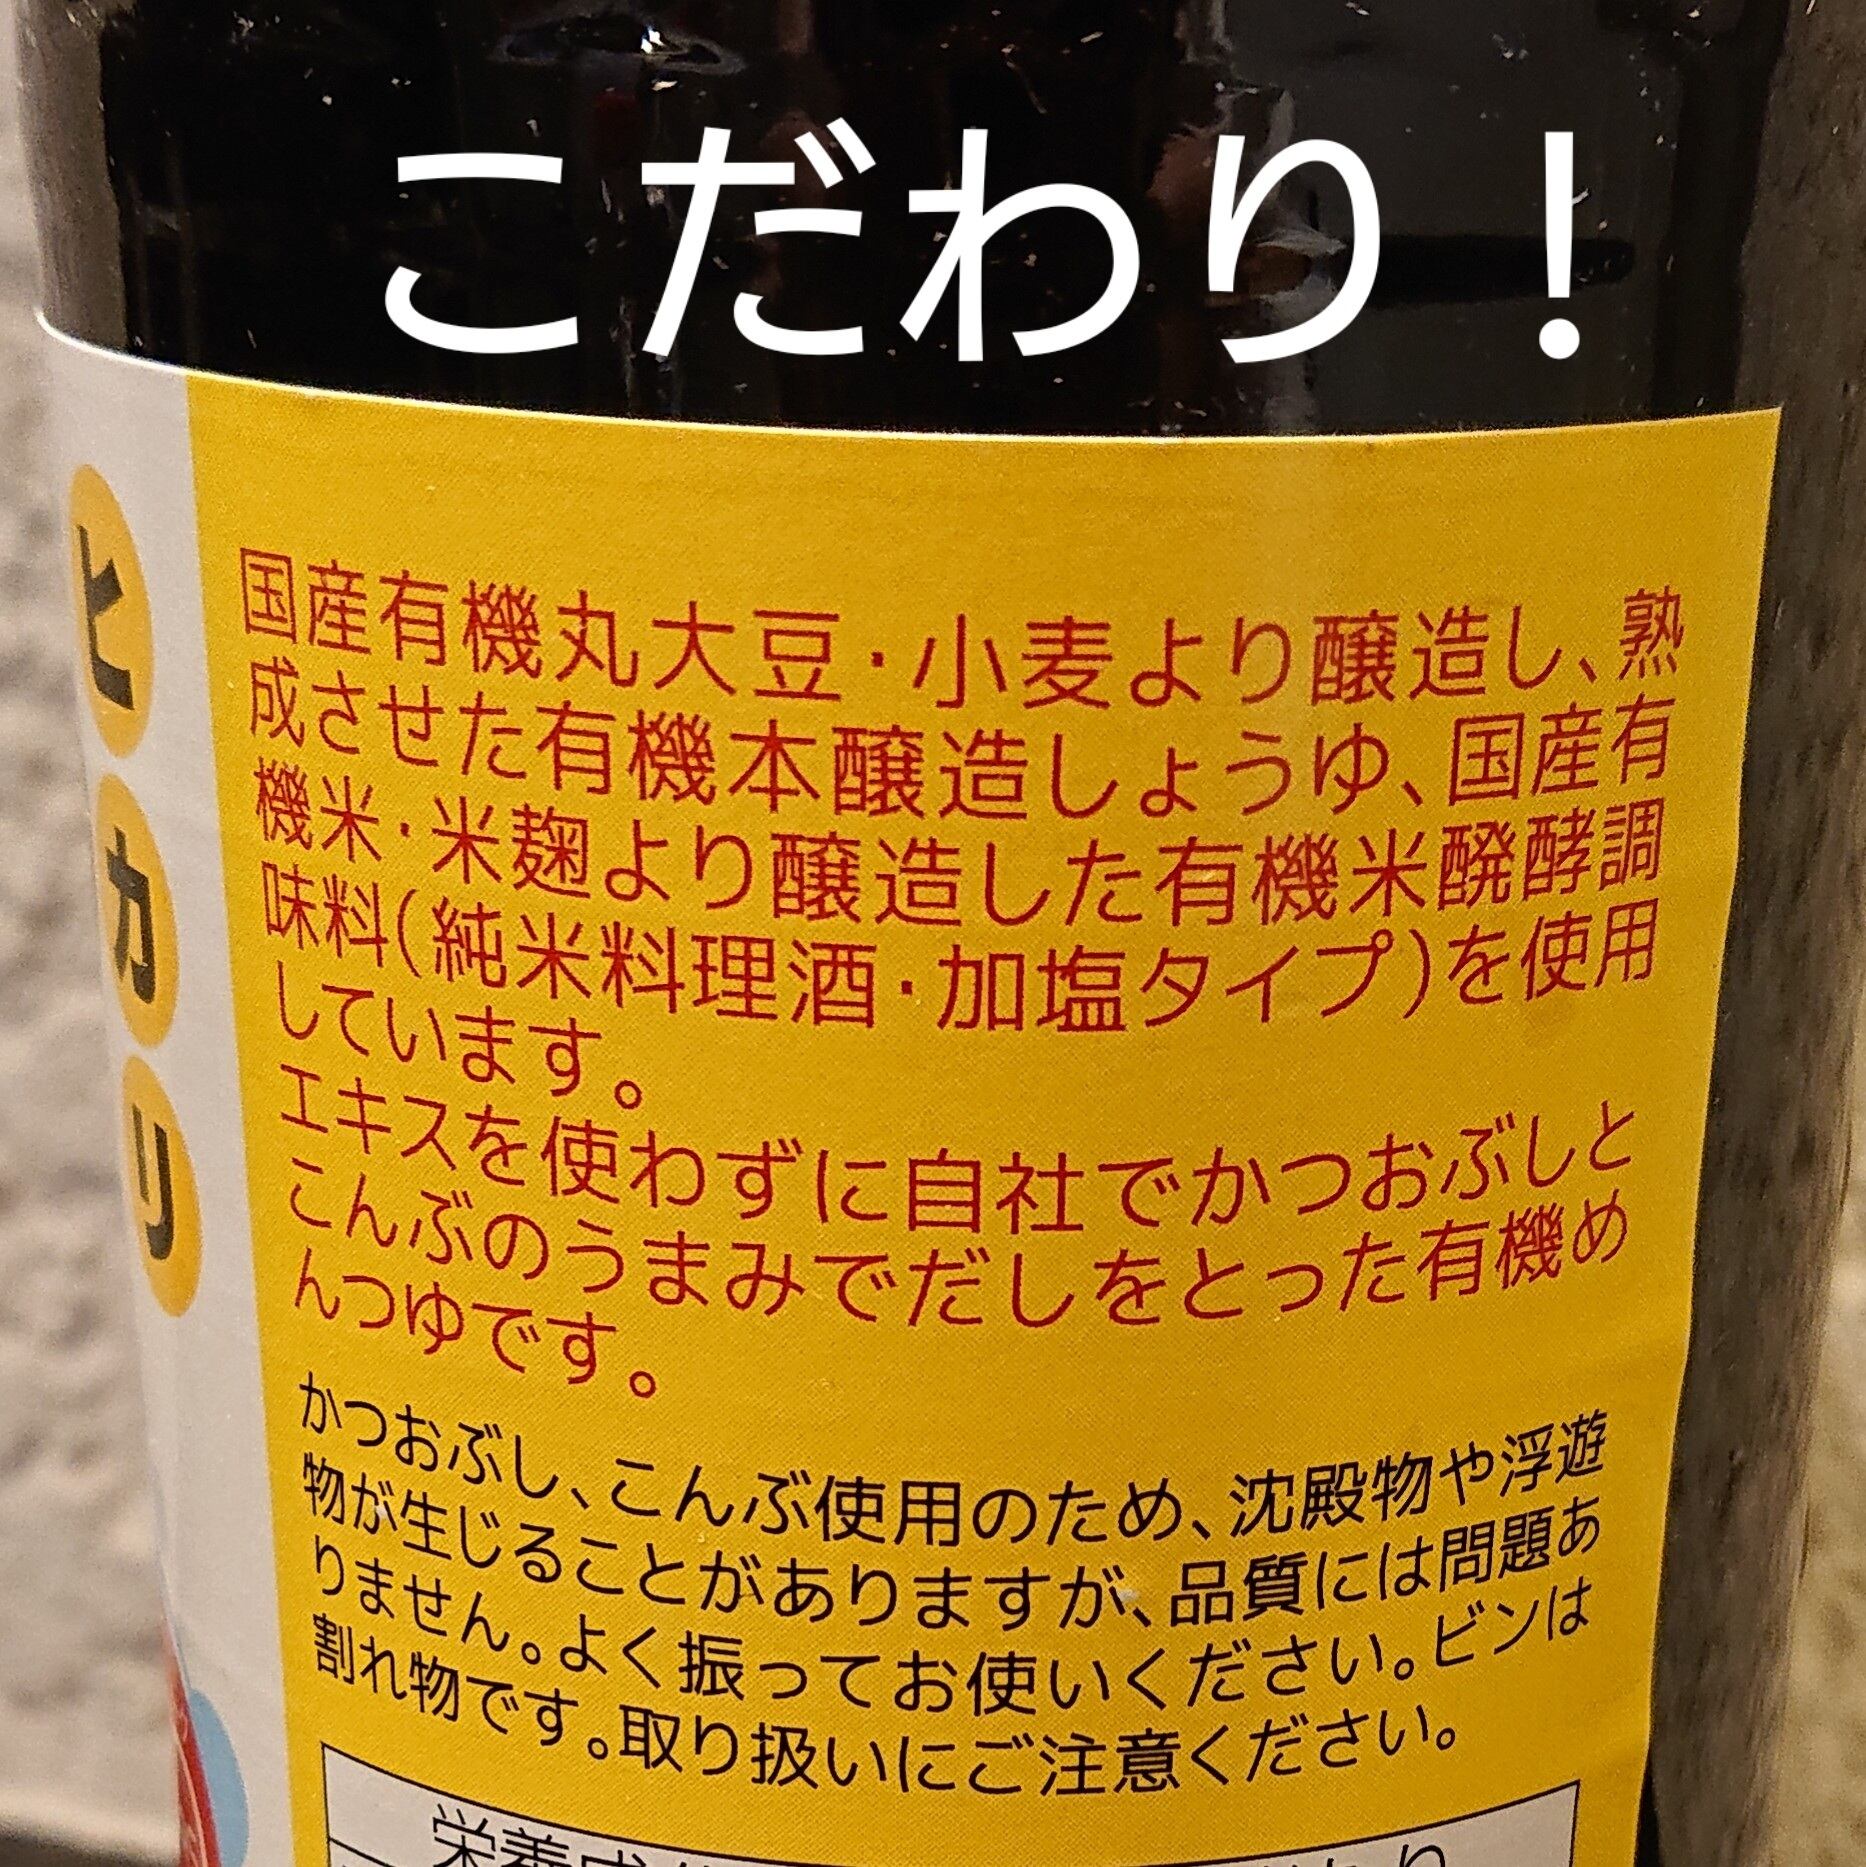 こだわり！
ヒカリ
国産有機丸大豆・小麦より醸造し、熟
成させた有機本醸造しょうゆ、国産有
機米・米麹より醸造した有機米醗酵調
味料(純米料理酒・加塩タイプ)を使用
しています。
エキスを使わずに自社でかつおぶしと
こんぶのうまみでだしをとった有機め
んつゆです。
かつおぶし、こんぶ使用のため、沈殿物や浮遊
物が生じることがありますが、品質には問題あ
りません。よく振ってお使いください。ビンは
割れ物です。取り扱いにご注意ください。
栄養成